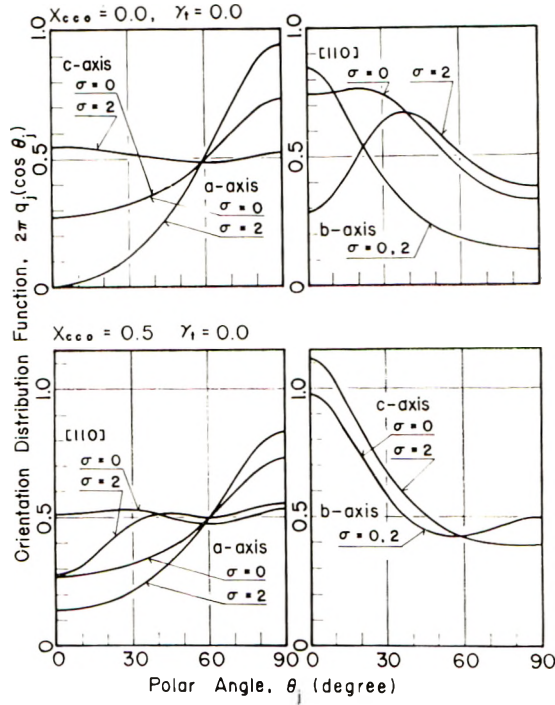 Xcco = 0.0, γt = 0.0
1.0
c-axis
σ = 0
σ = 2
0.5
a-axis
σ = 0
σ = 2
0
[110]
σ = 0
σ = 2
b-axis
σ = 0, 2
Orientation Distribution Function, 2π qj(cos θj)
Xcco = 0.5 γt = 0.0
1.0
[110]
σ = 0
σ = 2
0.5
a-axis
σ = 0
σ = 2
0
c-axis
σ = 0
σ = 2
b-axis
σ = 0, 2
0 30 60 90 0 30 60 90
Polar Angle, θj (degree)